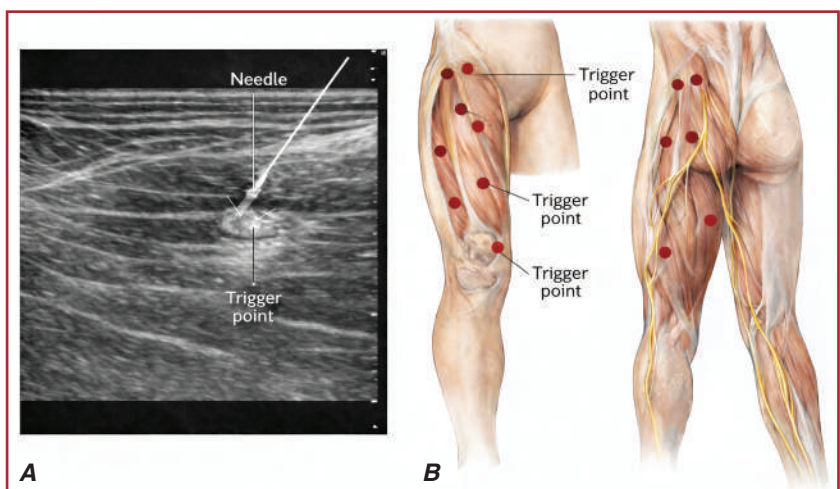 Needle
Trigger
point
A
Trigger
point
Trigger
point
Trigger
point
B